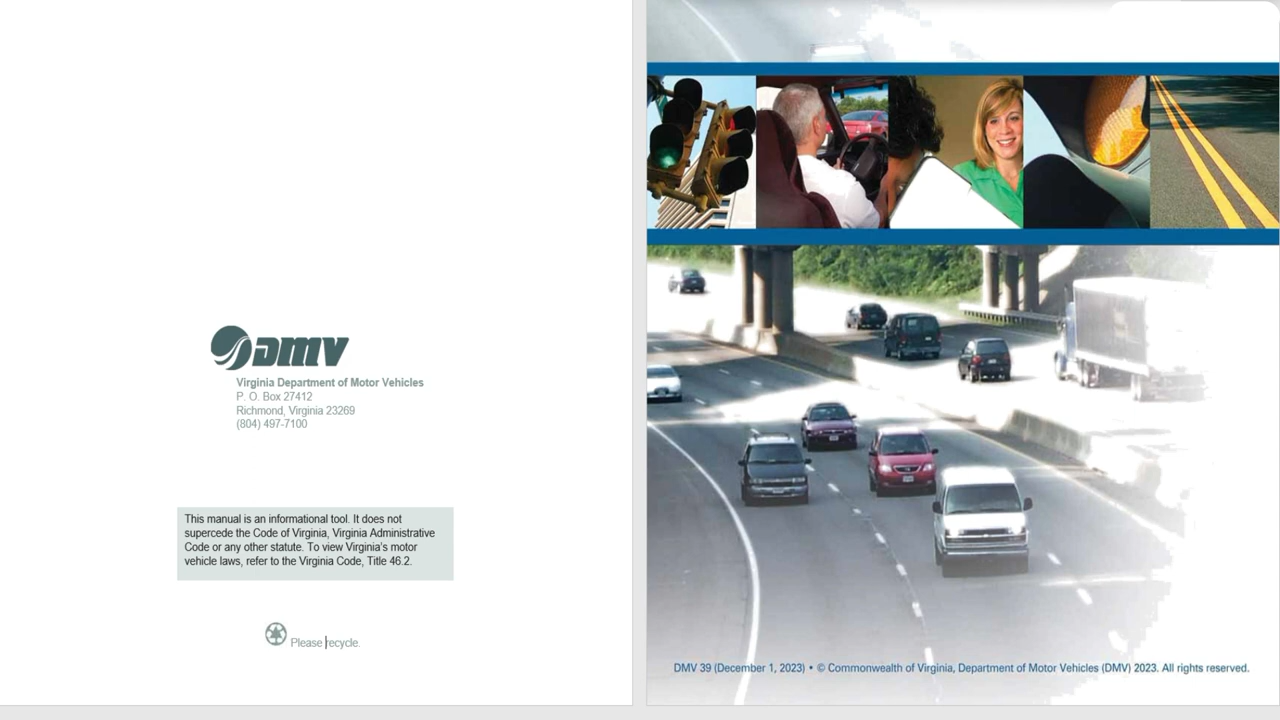 DMV
Virginia Department of Motor Vehicles
P. O. Box 27412
Richmond, Virginia 23269
(804) 497-7100
This manual is an informational tool. It does not
supercede the Code of Virginia, Virginia Administrative
Code or any other statute. To view Virginia's motor
vehicle laws, refer to the Virginia Code, Title 46.2.
Please recycle.
DMV 39 (December 1, 2023) • © Commonwealth of Virginia, Department of Motor Vehicles (DMV) 2023. All rights reserved.